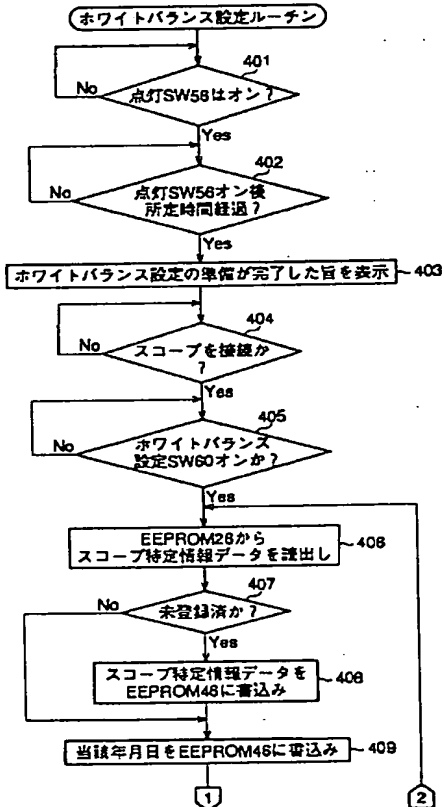 ホワイトバランス設定ルーチン
401
点灯SW56はオン?
No
Yes
402
点灯SW56オン後
所定時間経過?
No
Yes
ホワイトバランス設定の準備が完了した旨を表示
403
404
スコープを接続か
?
No
Yes
405
ホワイトバランス
設定SW60オンか?
No
Yes
EEPROM26から
スコープ特定情報データを読出し
406
407
未登録済か?
No
Yes
スコープ特定情報データを
EEPROM46に書込み
408
当該年月日をEEPROM46に書込み
409
1
2